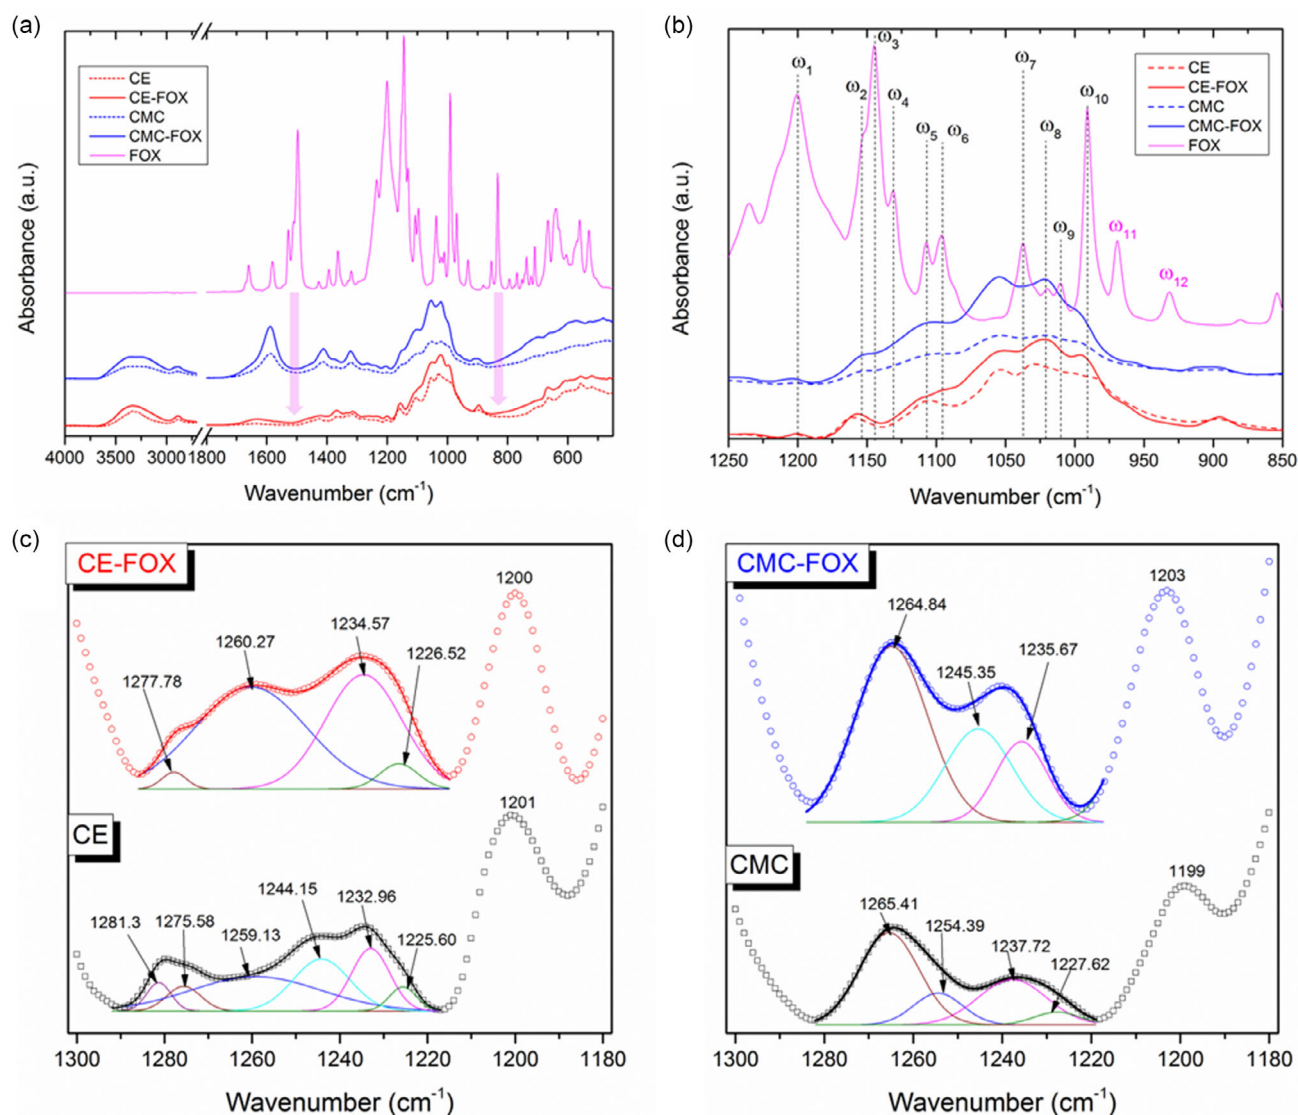 (a)
CE
CE-FOX
CMC
CMC-FOX
FOX
Absorbance (a.u.)
4000 3000 1800 1600 1400 1200 1000 800 600
Wavenumber (cm⁻¹)
(b)
ω₁ ω₂ ω₃ ω₄ ω₅ ω₆ ω₇ ω₈ ω₉ ω₁₀ ω₁₁ ω₁₂
CE
CE-FOX
CMC
CMC-FOX
FOX
Absorbance (a.u.)
1250 1200 1150 1100 1050 1000 950 900 850
Wavenumber (cm⁻¹)
(c)
CE-FOX
1277.78
1260.27
1234.57
1226.52
1200
CE
1281.3
1275.58
1259.13
1244.15
1232.96
1225.60
1201
1300 1280 1260 1240 1220 1200 1180
Wavenumber (cm⁻¹)
(d)
CMC-FOX
1264.84
1245.35
1235.67
1203
CMC
1265.41
1254.39
1237.72
1227.62
1199
1300 1280 1260 1240 1220 1200 1180
Wavenumber (cm⁻¹)